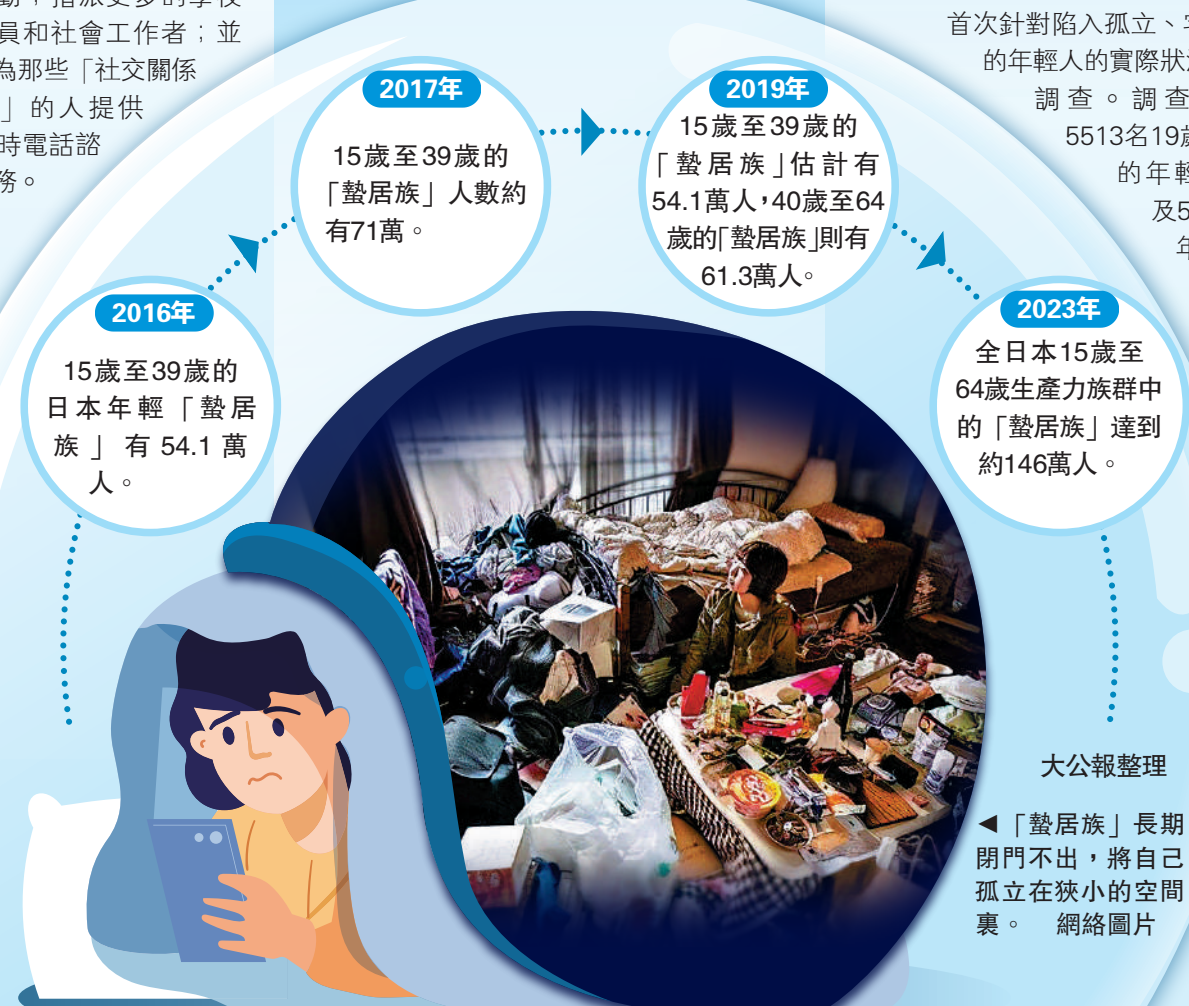 動，指派更多的學校
員和社會工作者；並
為那些「社交關係
」的人提供
時電話諮
務。
首次針對陷入孤立、
的年輕人的實際狀
調查。調查
5513名19歲
的年輕
及5
年
2016年
15歲至39歲的
日本年輕「蟄居
族」有54.1萬
人。
2017年
15歲至39歲的
「蟄居族」人數約
有71萬。
2019年
15歲至39歲的
「蟄居族」估計有
54.1萬人，40歲至64
歲的「蟄居族」則有
61.3萬人。
2023年
全日本15歲至
64歲生產力族群中
的「蟄居族」達到
約146萬人。
大公報整理
◀「蟄居族」長期
閉門不出，將自己
孤立在狹小的空間
裏。 網絡圖片